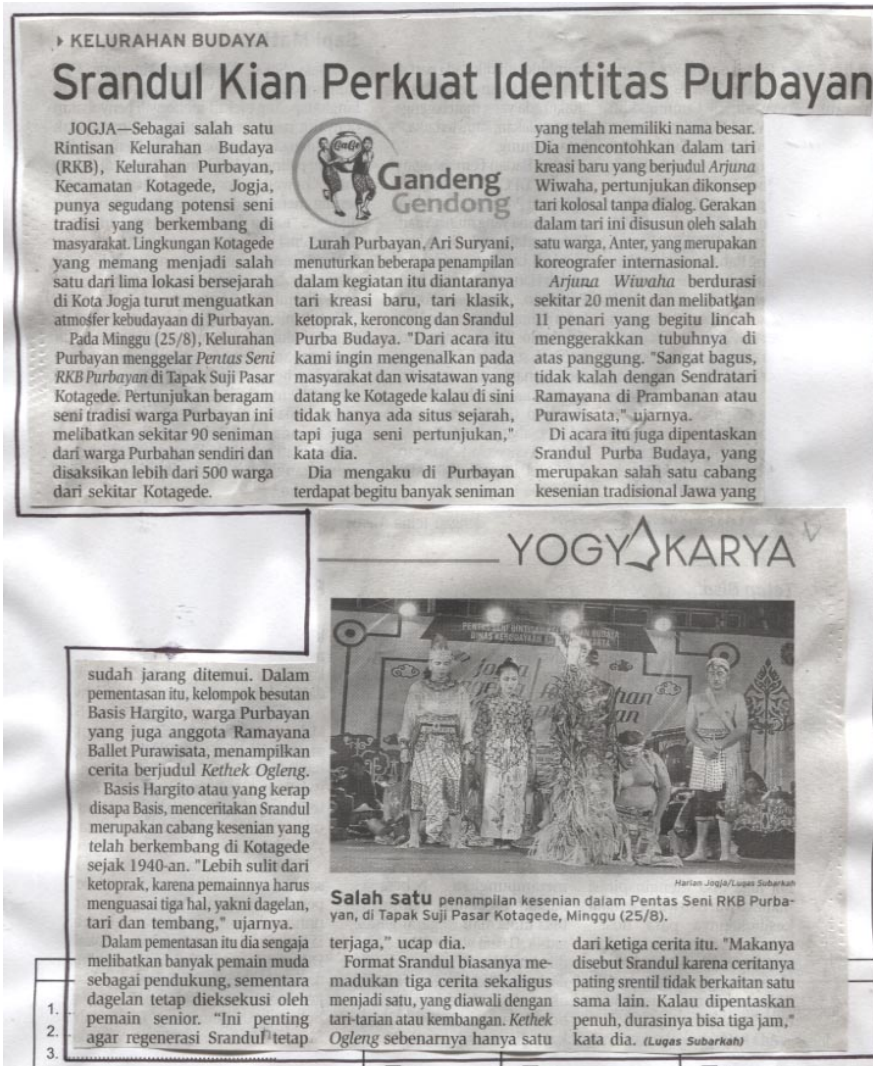 KELURAHAN BUDAYA
Srandul Kian Perkuat Identitas Purbayan
JOGJA—Sebagai salah satu
Rintisan Kelurahan Budaya
(RKB), Kelurahan Purbayan,
Kecamatan Kotagede, Jogja,
punya segudang potensi seni
tradisi yang berkembang di
masyarakat. Lingkungan Kotagede
yang memang menjadi salah
satu dari lima lokasi bersejarah
di Kota Jogja turut menguatkan
atmosfer kebudayaan di Purbayan.
Pada Minggu (25/8), Kelurahan
Purbayan menggelar Pentas Seni
RKB Purbayan di Tapak Suji Pasar
Kotagede. Pertunjukan beragam
seni tradisi warga Purbayan ini
melibatkan sekitar 90 seniman
dari warga Purbahan sendiri dan
disaksikan lebih dari 500 warga
dari sekitar Kotagede.
GaGe
Gandeng
Gendong
Lurah Purbayan, Ari Suryani,
menuturkan beberapa penampilan
dalam kegiatan itu diantaranya
tari kreasi baru, tari klasik,
ketoprak, keroncong dan Srandul
Purba Budaya. "Dari acara itu
kami ingin mengenalkan pada
masyarakat dan wisatawan yang
datang ke Kotagede kalau di sini
tidak hanya ada situs sejarah,
tapi juga seni pertunjukan,"
kata dia.
Dia mengaku di Purbayan
terdapat begitu banyak seniman
yang telah memiliki nama besar.
Dia mencontohkan dalam tari
kreasi baru yang berjudul Arjuna
Wiwaha, pertunjukan dikonsep
tari kolosal tanpa dialog. Gerakan
dalam tari ini disusun oleh salah
satu warga, Anter, yang merupakan
koreografer internasional.
Arjuna Wiwaha berdurasi
sekitar 20 menit dan melibatkan
11 penari yang begitu lincah
menggerakkan tubuhnya di
atas panggung. "Sangat bagus,
tidak kalah dengan Sendratari
Ramayana di Prambanan atau
Purawisata," ujarnya.
Di acara itu juga dipentaskan
Srandul Purba Budaya, yang
merupakan salah satu cabang
kesenian tradisional Jawa yang
YOGYAKARYA
sudah jarang ditemui. Dalam
pementasan itu, kelompok besutan
Basis Hargito, warga Purbayan
yang juga anggota Ramayana
Ballet Purawisata, menampilkan
cerita berjudul Kethek Ogleng.
Basis Hargito atau yang kerap
disapa Basis, menceritakan Srandul
merupakan cabang kesenian yang
telah berkembang di Kotagede
sejak 1940-an. "Lebih sulit dari
ketoprak, karena pemainnya harus
menguasai tiga hal, yakni dagelan,
tari dan tembang," ujarnya.
Dalam pementasan itu dia sengaja
melibatkan banyak pemain muda
sebagai pendukung, sementara
dagelan tetap dieksekusi oleh
pemain senior. "Ini penting
agar regenerasi Srandul tetap
Harian Jogja/Lugas Subarkah
Salah satu penampilan kesenian dalam Pentas Seni RKB Purba-
yan, di Tapak Suji Pasar Kotagede, Minggu (25/8).
terjaga," ucap dia.
Format Srandul biasanya me-
madukan tiga cerita sekaligus
menjadi satu, yang diawali dengan
tari-tarian atau kembangan. Kethek
Ogleng sebenarnya hanya satu
dari ketiga cerita itu. "Makanya
disebut Srandul karena ceritanya
pating srentil tidak berkaitan satu
sama lain. Kalau dipentaskan
penuh, durasinya bisa tiga jam,"
kata dia. (Lugas Subarkah)
1.
2.
3.